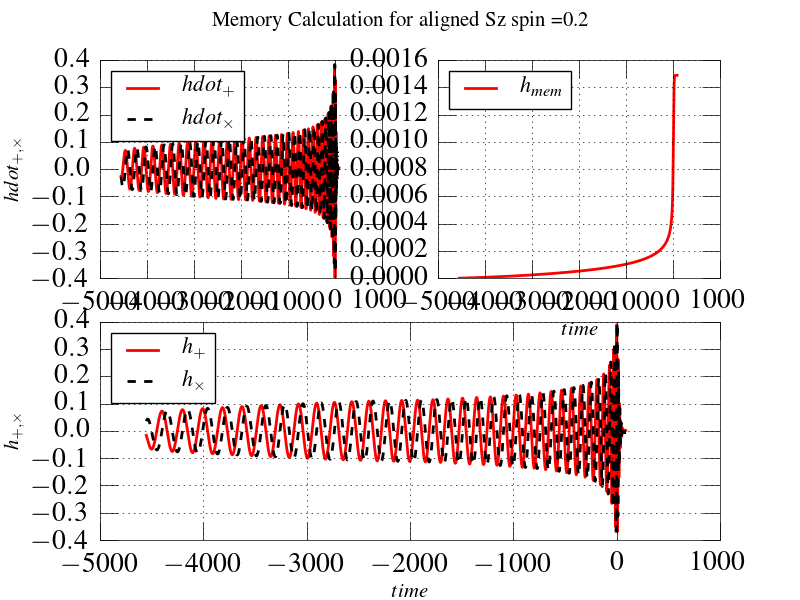 Memory Calculation for aligned Sz spin =0.2
0.4
0.3
0.2
0.1
0.0
−0.1
−0.2
−0.3
−0.4
hdot+,×
hdot+
hdot×
−5000 −4000 −3000 −2000 −1000 0 1000
0.0016
0.0014
0.0012
0.0010
0.0008
0.0006
0.0004
0.0002
0.0000
hmem
−5000 −4000 −3000 −2000 −1000 0 1000
time
0.4
0.3
0.2
0.1
0.0
−0.1
−0.2
−0.3
−0.4
h+,×
h+
h×
−5000 −4000 −3000 −2000 −1000 0 1000
time